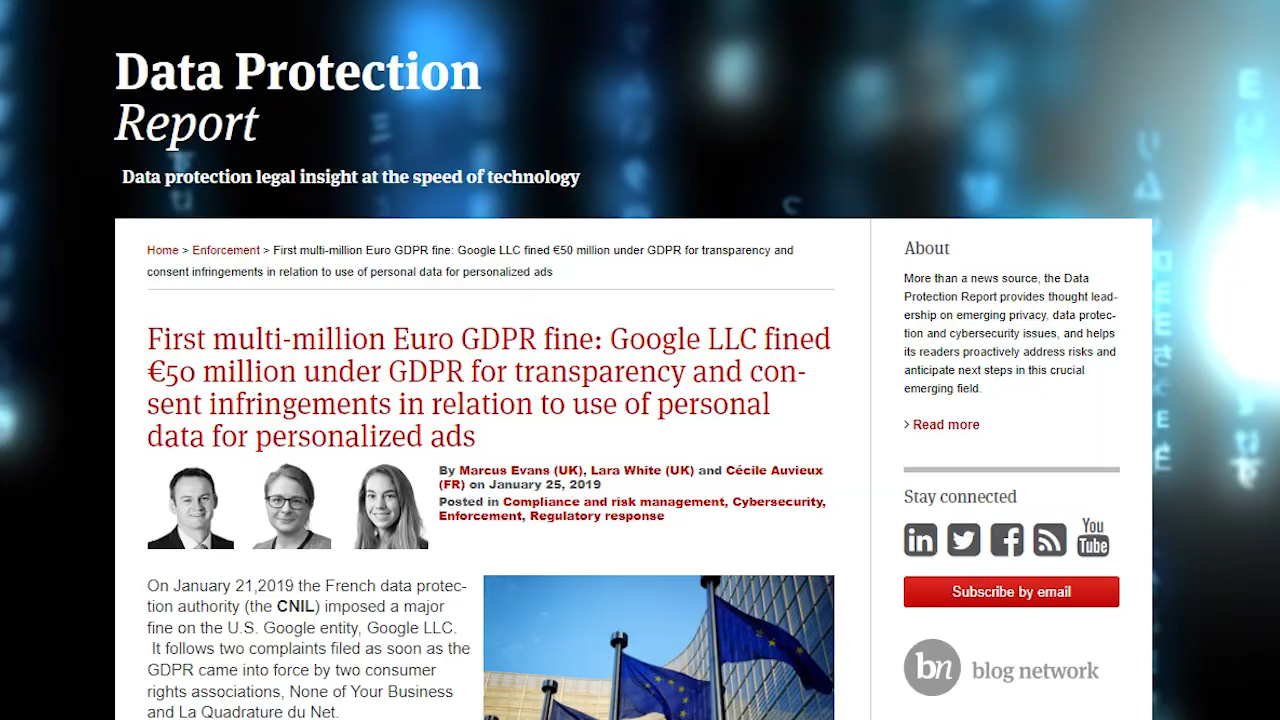 Data Protection
Report
Data protection legal insight at the speed of technology
Home > Enforcement > First multi-million Euro GDPR fine: Google LLC fined €50 million under GDPR for transparency and
consent infringements in relation to use of personal data for personalized ads
First multi-million Euro GDPR fine: Google LLC fined
€50 million under GDPR for transparency and con-
sent infringements in relation to use of personal
data for personalized ads
By Marcus Evans (UK), Lara White (UK) and Cécile Auvieux
(FR) on January 25, 2019
Posted in Compliance and risk management, Cybersecurity,
Enforcement, Regulatory response
On January 21,2019 the French data protec-
tion authority (the CNIL) imposed a major
fine on the U.S. Google entity, Google LLC.
It follows two complaints filed as soon as the
GDPR came into force by two consumer
rights associations, None of Your Business
and La Quadrature du Net.
About
More than a news source, the Data
Protection Report provides thought lead-
ership on emerging privacy, data protec-
tion and cybersecurity issues, and helps
its readers proactively address risks and
anticipate next steps in this crucial
emerging field.
> Read more
Stay connected
in
You
Tube
Subscribe by email
bn blog network